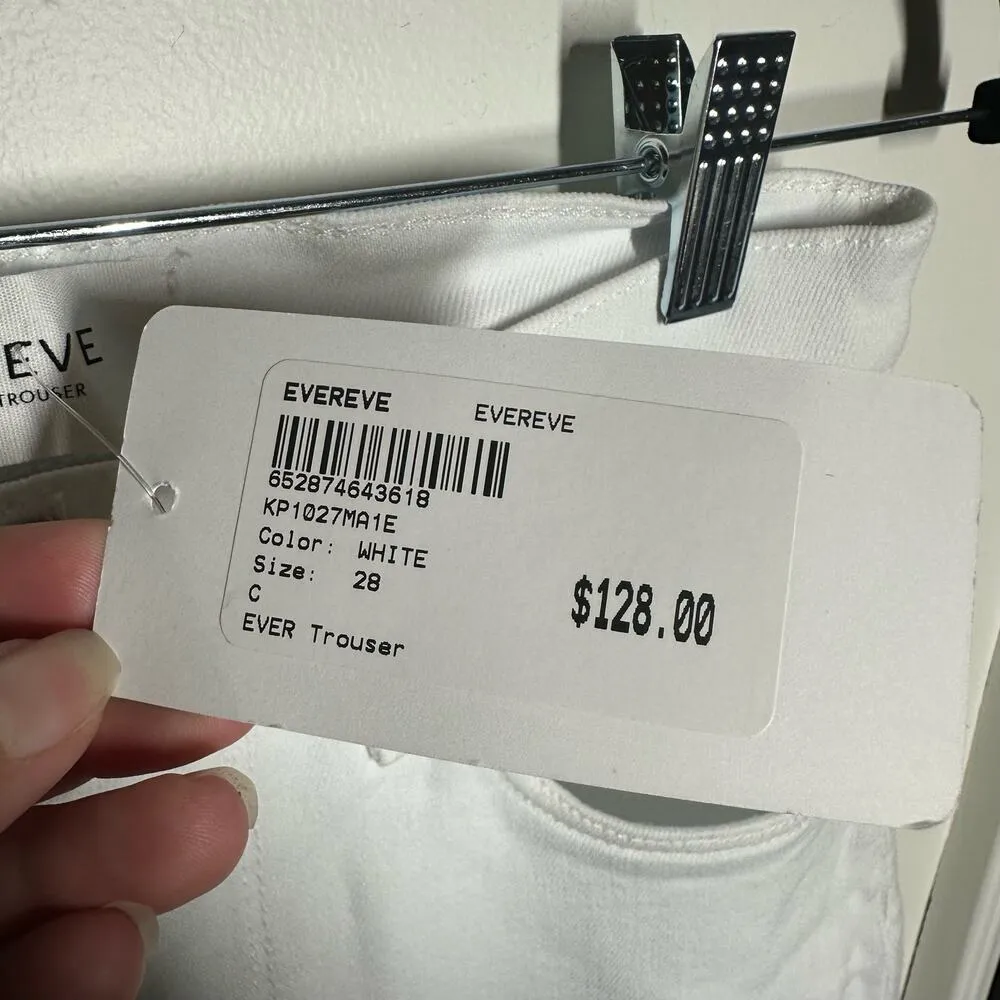 EVE
TROUSER
EVEREVE EVEREVE
652874643618
KP1027MA1E
Color: WHITE
Size: 28
C
$128.00
EVER Trouser